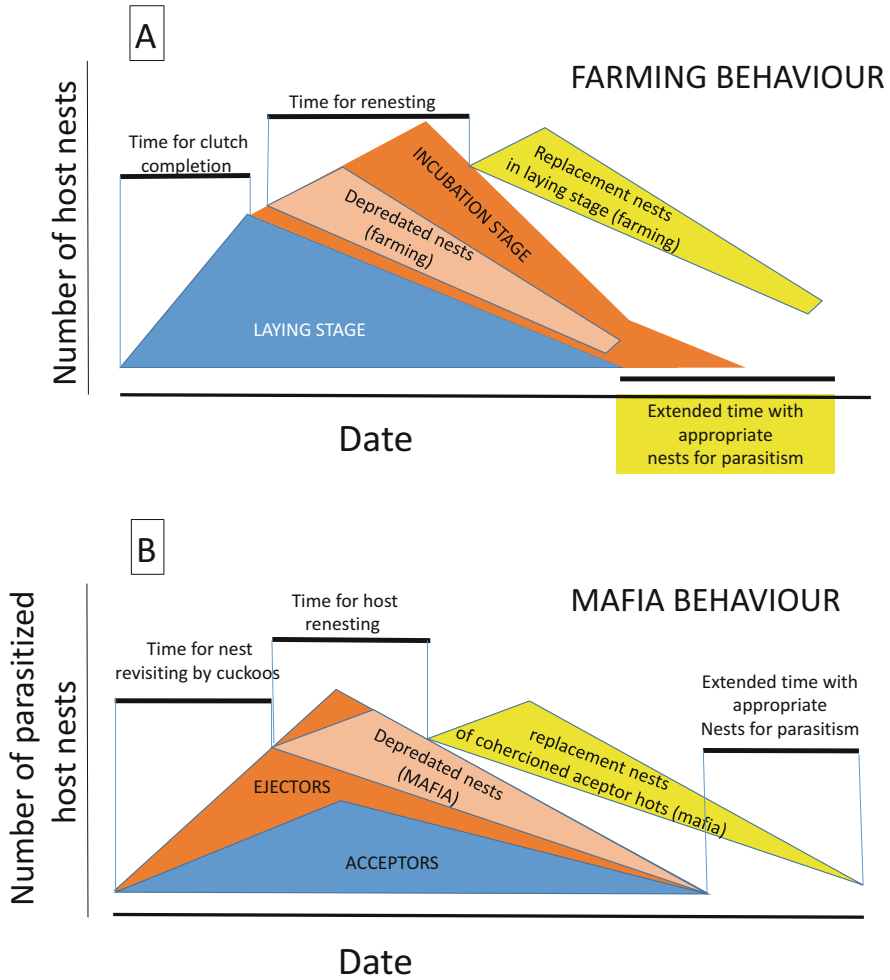 A
FARMING BEHAVIOUR
Number of host nests
Time for renesting
Time for clutch
completion
INCUBATION STAGE
Replacement nests
in laying stage (farming)
Depredated nests
(farming)
LAYING STAGE
Date
Extended time with
appropriate
nests for parasitism
B
MAFIA BEHAVIOUR
Number of parasitized
host nests
Time for host
renesting
Time for nest
revisiting by cuckoos
Extended time with
appropriate
Nests for parasitism
replacement nests
of cohercioned aceptor hots (mafia)
Depredated nests
(MAFIA)
EJECTORS
ACCEPTORS
Date